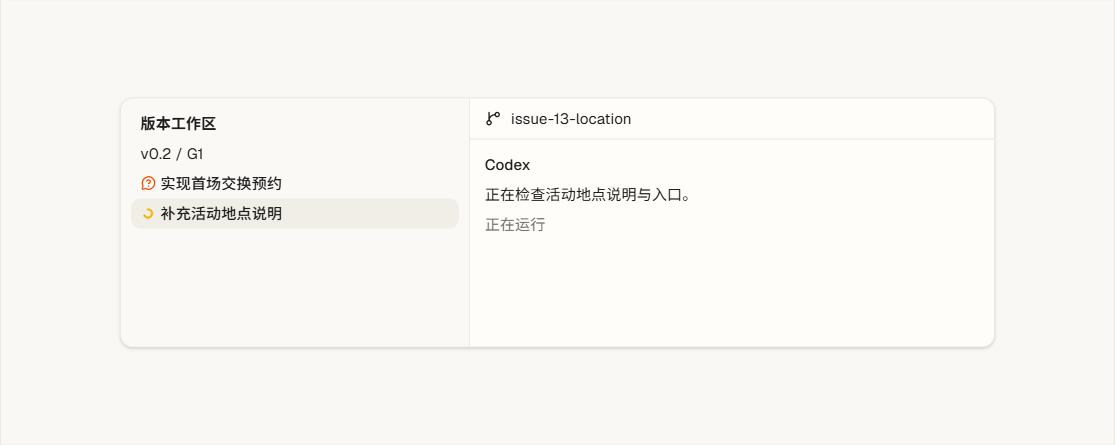 版本工作区
v0.2 / G1
实现首场交换预约
补充活动地点说明
issue-13-location
Codex
正在检查活动地点说明与入口。
正在运行